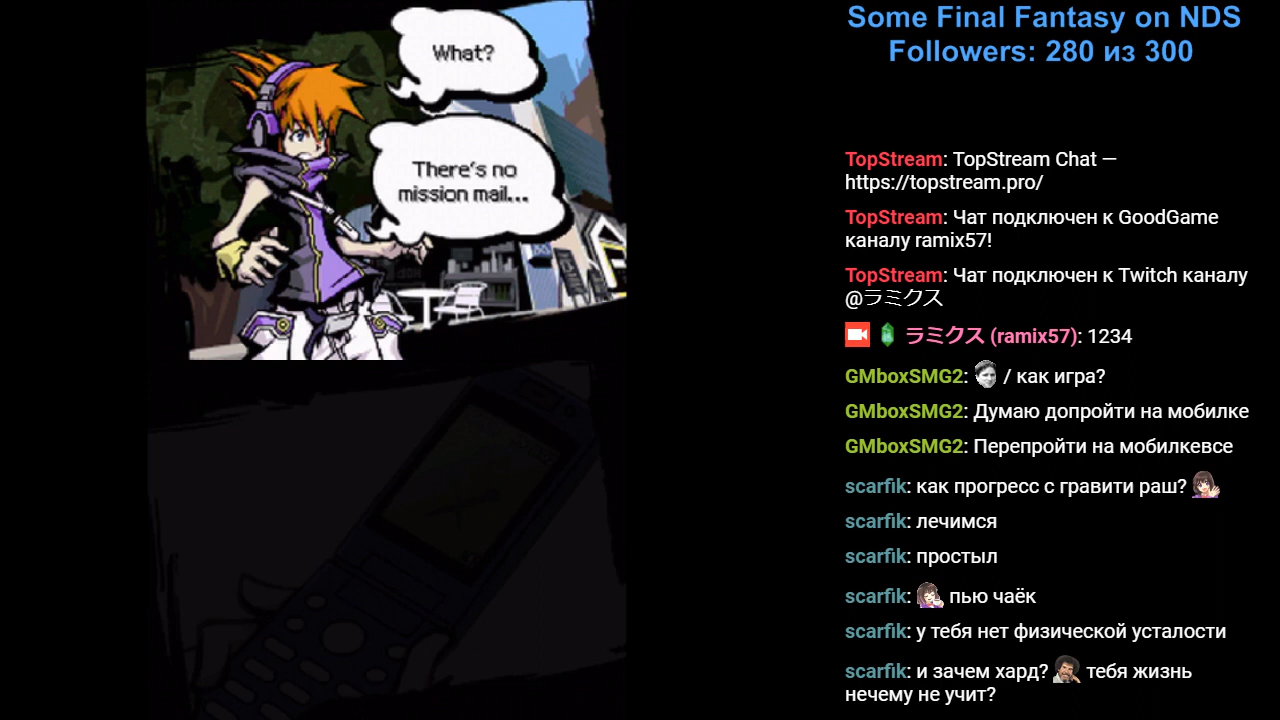 What?
There's no
mission mail...
Some Final Fantasy on NDS
Followers: 280 из 300
TopStream: TopStream Chat —
https://topstream.pro/
TopStream: Чат подключен к GoodGame
каналу ramix57!
TopStream: Чат подключен к Twitch каналу
@ラミクス
ラミクス (ramix57): 1234
GMboxSMG2: / как игра?
GMboxSMG2: Думаю допройти на мобилке
GMboxSMG2: Перепройти на мобилкевсе
scarfik: как прогресс с гравити раш?
scarfik: лечимся
scarfik: простыл
scarfik: пью чаёк
scarfik: у тебя нет физической усталости
scarfik: и зачем хард? тебя жизнь
нечему не учит?